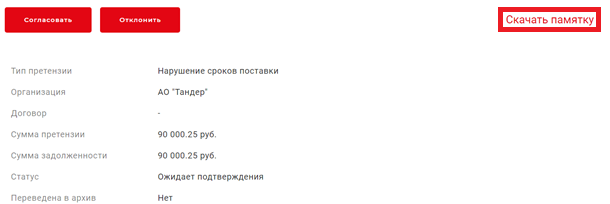 Согласовать Отклонить Скачать памятку
Тип претензии Нарушение сроков поставки
Организация АО "Тандер"
Договор -
Сумма претензии 90 000.25 руб.
Сумма задолженности 90 000.25 руб.
Статус Ожидает подтверждения
Переведена в архив Нет